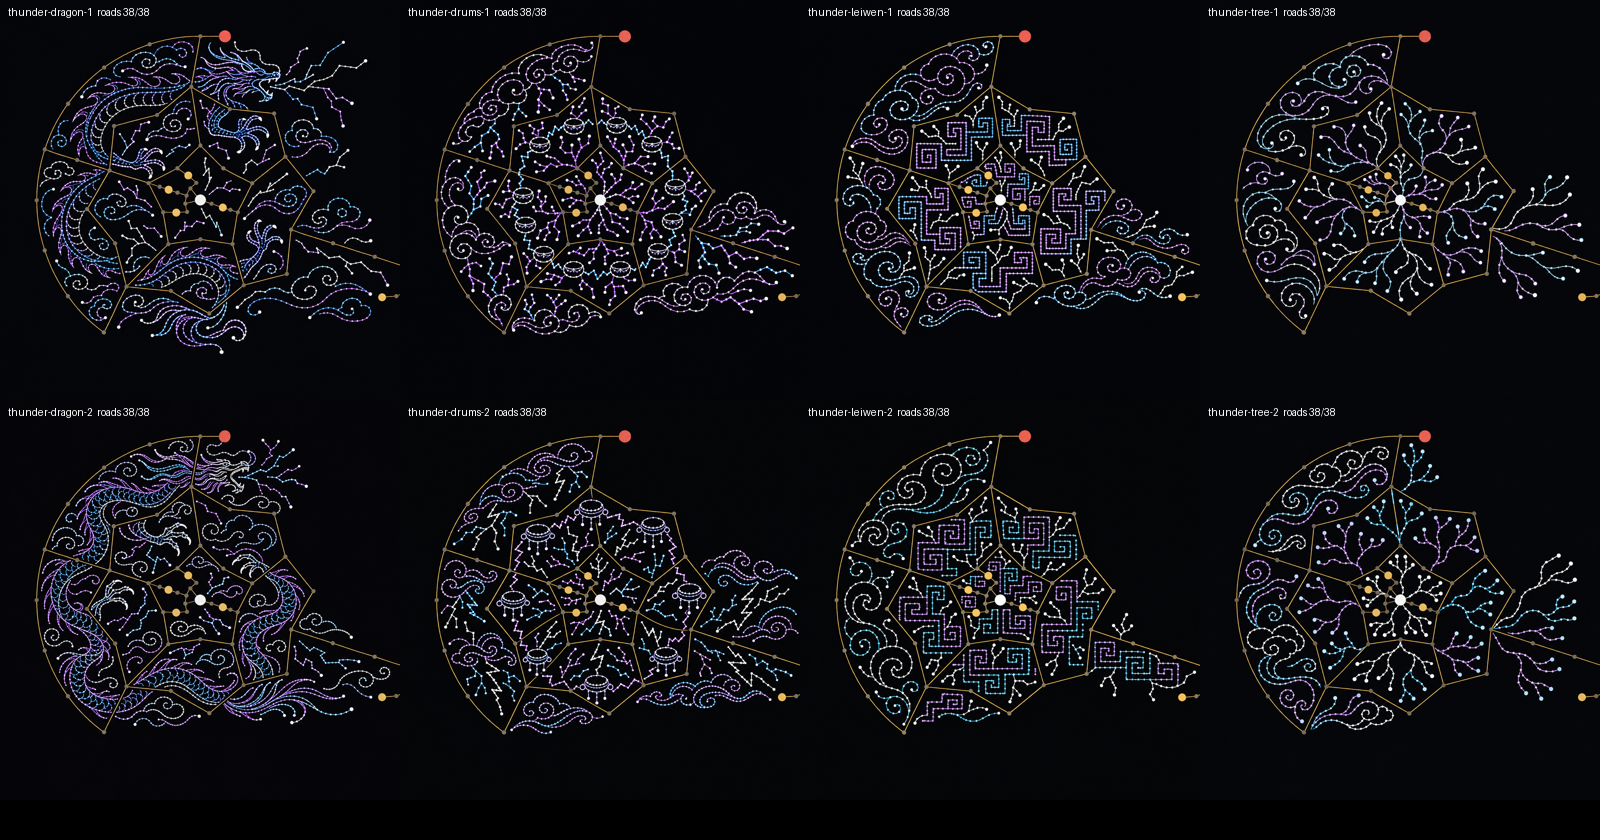 thunder-dragon-1 roads 38/38
thunder-drums-1 roads 38/38
thunder-leiwen-1 roads 38/38
thunder-tree-1 roads 38/38
thunder-dragon-2 roads 38/38
thunder-drums-2 roads 38/38
thunder-leiwen-2 roads 38/38
thunder-tree-2 roads 38/38